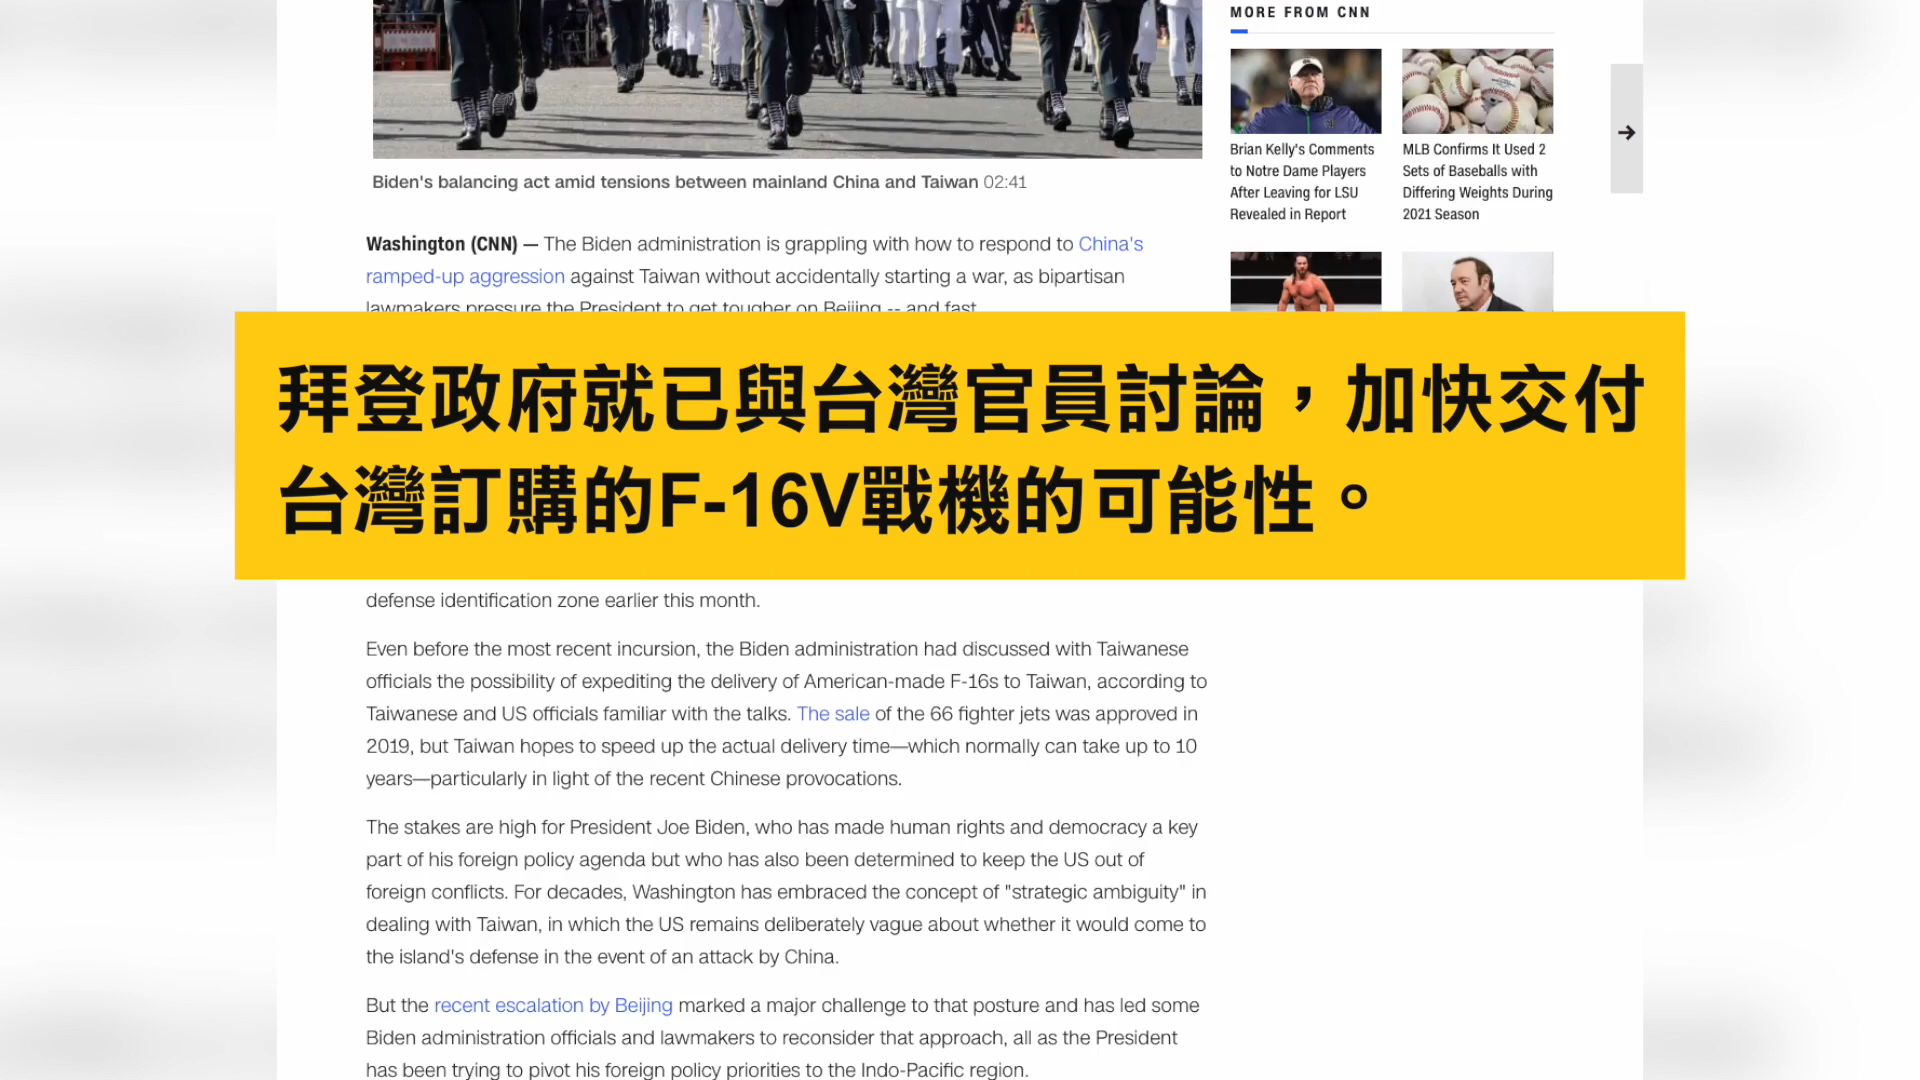 MORE FROM CNN
Brian Kelly's Comments
to Notre Dame Players
After Leaving for LSU
Revealed in Report
MLB Confirms It Used 2
Sets of Baseballs with
Differing Weights During
2021 Season
Biden's balancing act amid tensions between mainland China and Taiwan 02:41
Washington (CNN) — The Biden administration is grappling with how to respond to China's
ramped-up aggression against Taiwan without accidentally starting a war, as bipartisan
lawmakers pressure the President to get tougher on Beijing -- and fast.
拜登政府就已與台灣官員討論，加快交付
台灣訂購的F-16V戰機的可能性。
defense identification zone earlier this month.
Even before the most recent incursion, the Biden administration had discussed with Taiwanese
officials the possibility of expediting the delivery of American-made F-16s to Taiwan, according to
Taiwanese and US officials familiar with the talks. The sale of the 66 fighter jets was approved in
2019, but Taiwan hopes to speed up the actual delivery time—which normally can take up to 10
years—particularly in light of the recent Chinese provocations.
The stakes are high for President Joe Biden, who has made human rights and democracy a key
part of his foreign policy agenda but who has also been determined to keep the US out of
foreign conflicts. For decades, Washington has embraced the concept of "strategic ambiguity" in
dealing with Taiwan, in which the US remains deliberately vague about whether it would come to
the island's defense in the event of an attack by China.
But the recent escalation by Beijing marked a major challenge to that posture and has led some
Biden administration officials and lawmakers to reconsider that approach, all as the President
has been trying to pivot his foreign policy priorities to the Indo-Pacific region.